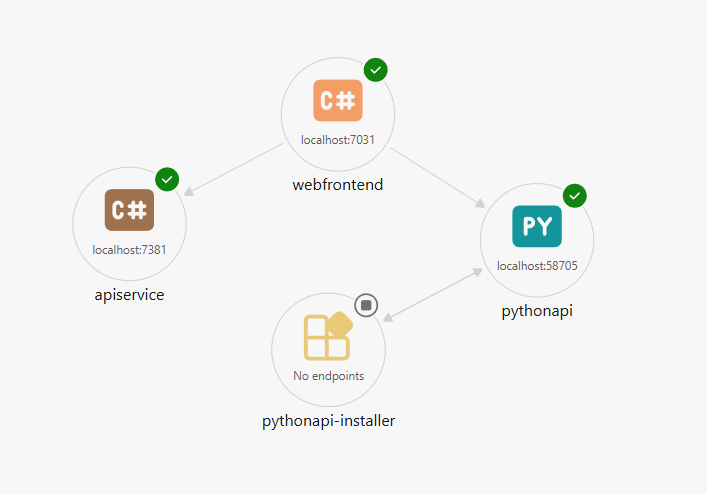 C#
localhost:7031
webfrontend
C#
localhost:7381
apiservice
PY
localhost:58705
pythonapi
No endpoints
pythonapi-installer